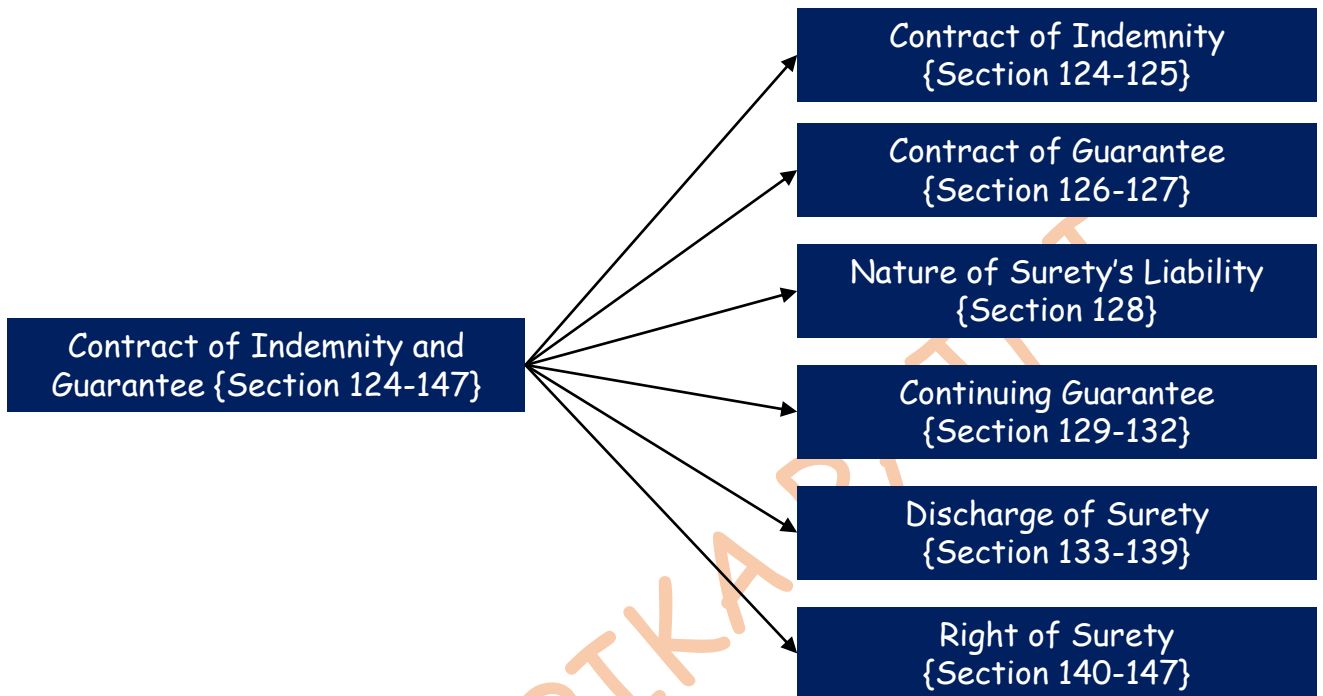 Contract of Indemnity
{Section 124-125}
Contract of Guarantee
{Section 126-127}
Nature of Surety’s Liability
{Section 128}
Contract of Indemnity and
Guarantee {Section 124-147}
Continuing Guarantee
{Section 129-132}
Discharge of Surety
{Section 133-139}
Right of Surety
{Section 140-147}